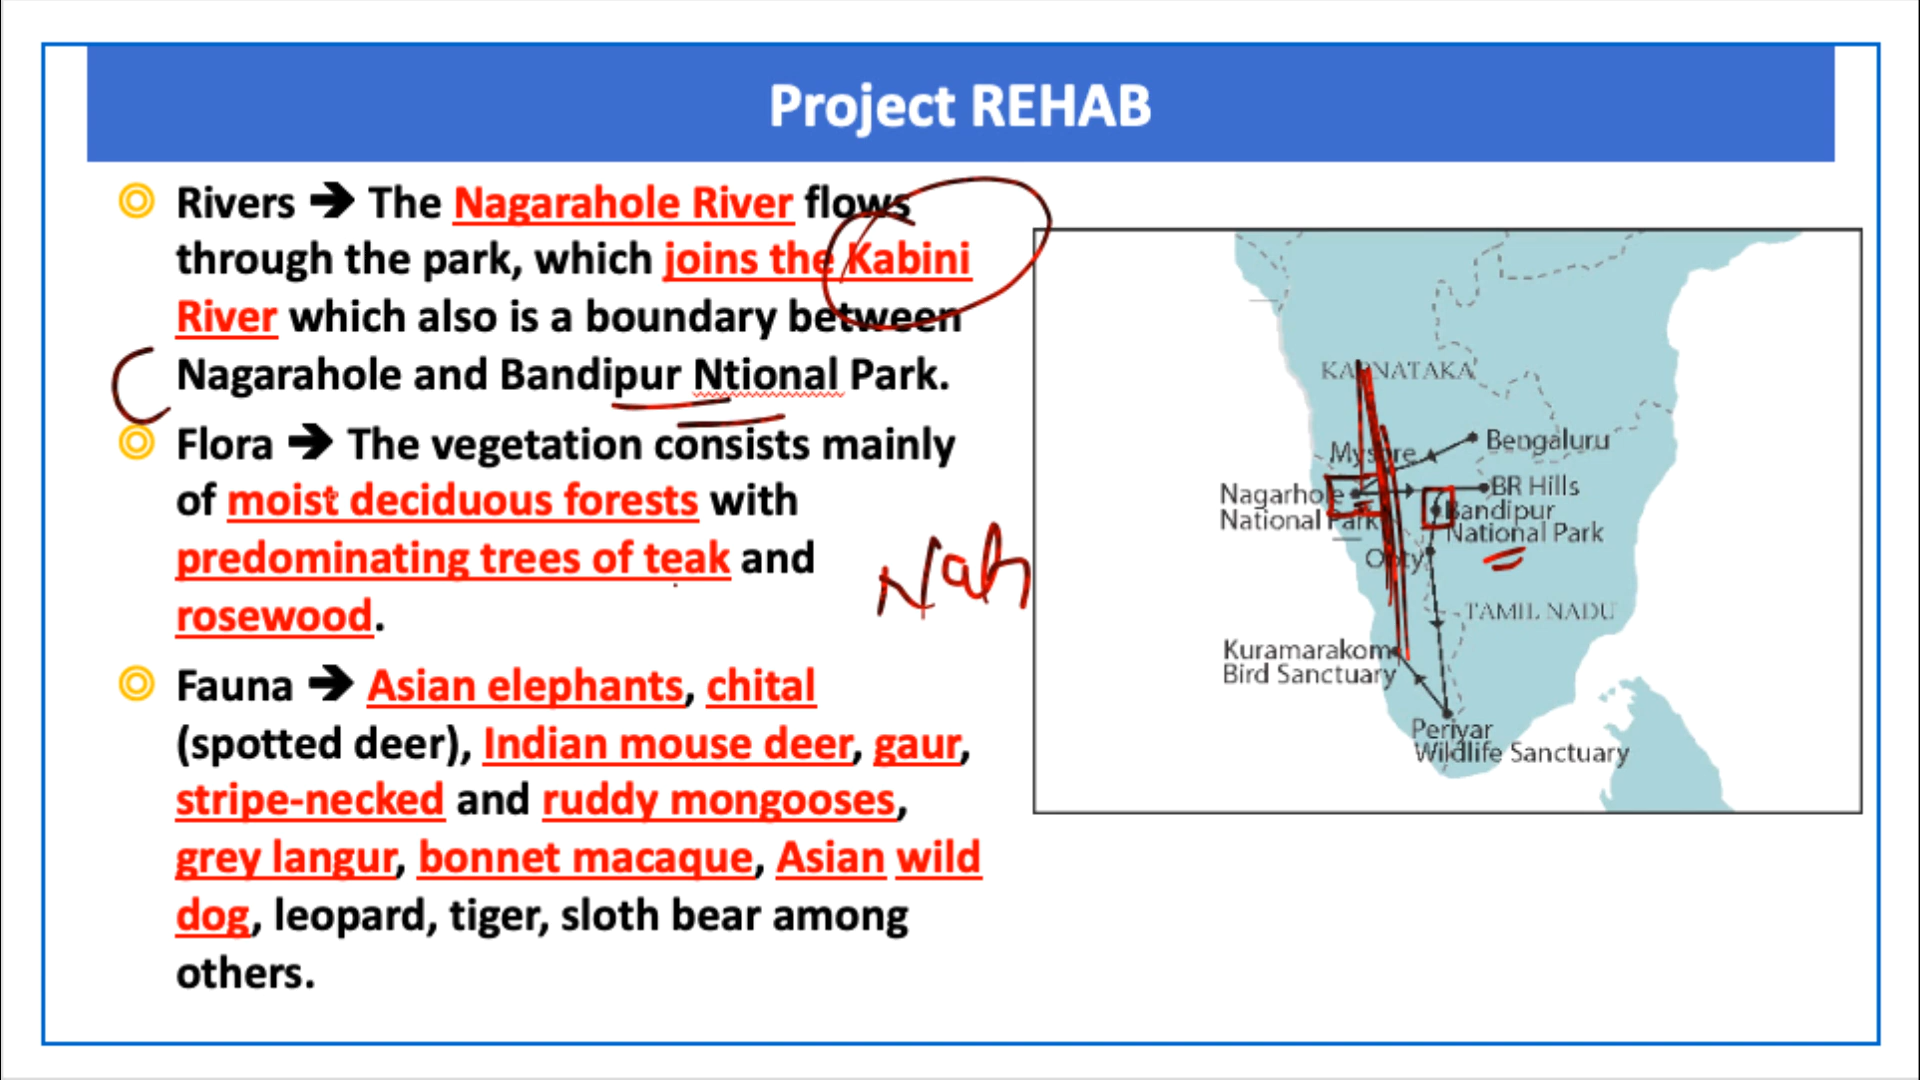 Project REHAB
Rivers ➔ The Nagarahole River flows
through the park, which joins the Kabini
River which also is a boundary between
Nagarahole and Bandipur Ntional Park.
Flora ➔ The vegetation consists mainly
of moist deciduous forests with
predominating trees of teak and
rosewood.
Fauna ➔ Asian elephants, chital
(spotted deer), Indian mouse deer, gaur,
stripe-necked and ruddy mongooses,
grey langur, bonnet macaque, Asian wild
dog, leopard, tiger, sloth bear among
others.
Nah
KARNATAKA
Bengaluru
Mysore
BR Hills
Nagarhole
National Park
Bandipur
National Park
Ooty
TAMIL NADU
Kuramarakom
Bird Sanctuary
Periyar
Wildlife Sanctuary